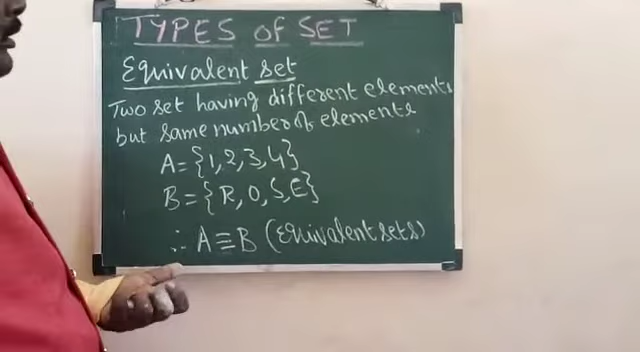 TYPES OF SET
Equivalent set
Two set having different elements
but same number of elements
A={1,2,3,4}
B={R,O,S,E}
∴ A≡B (Equivalent sets)